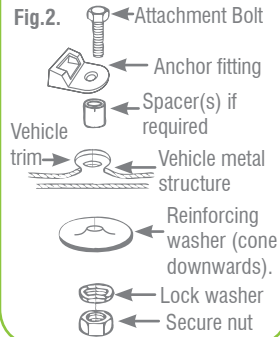 Fig.2.
Attachment Bolt
Anchor fitting
Spacer(s) if
required
Vehicle
trim
Vehicle metal
structure
Reinforcing
washer (cone
downwards).
Lock washer
Secure nut